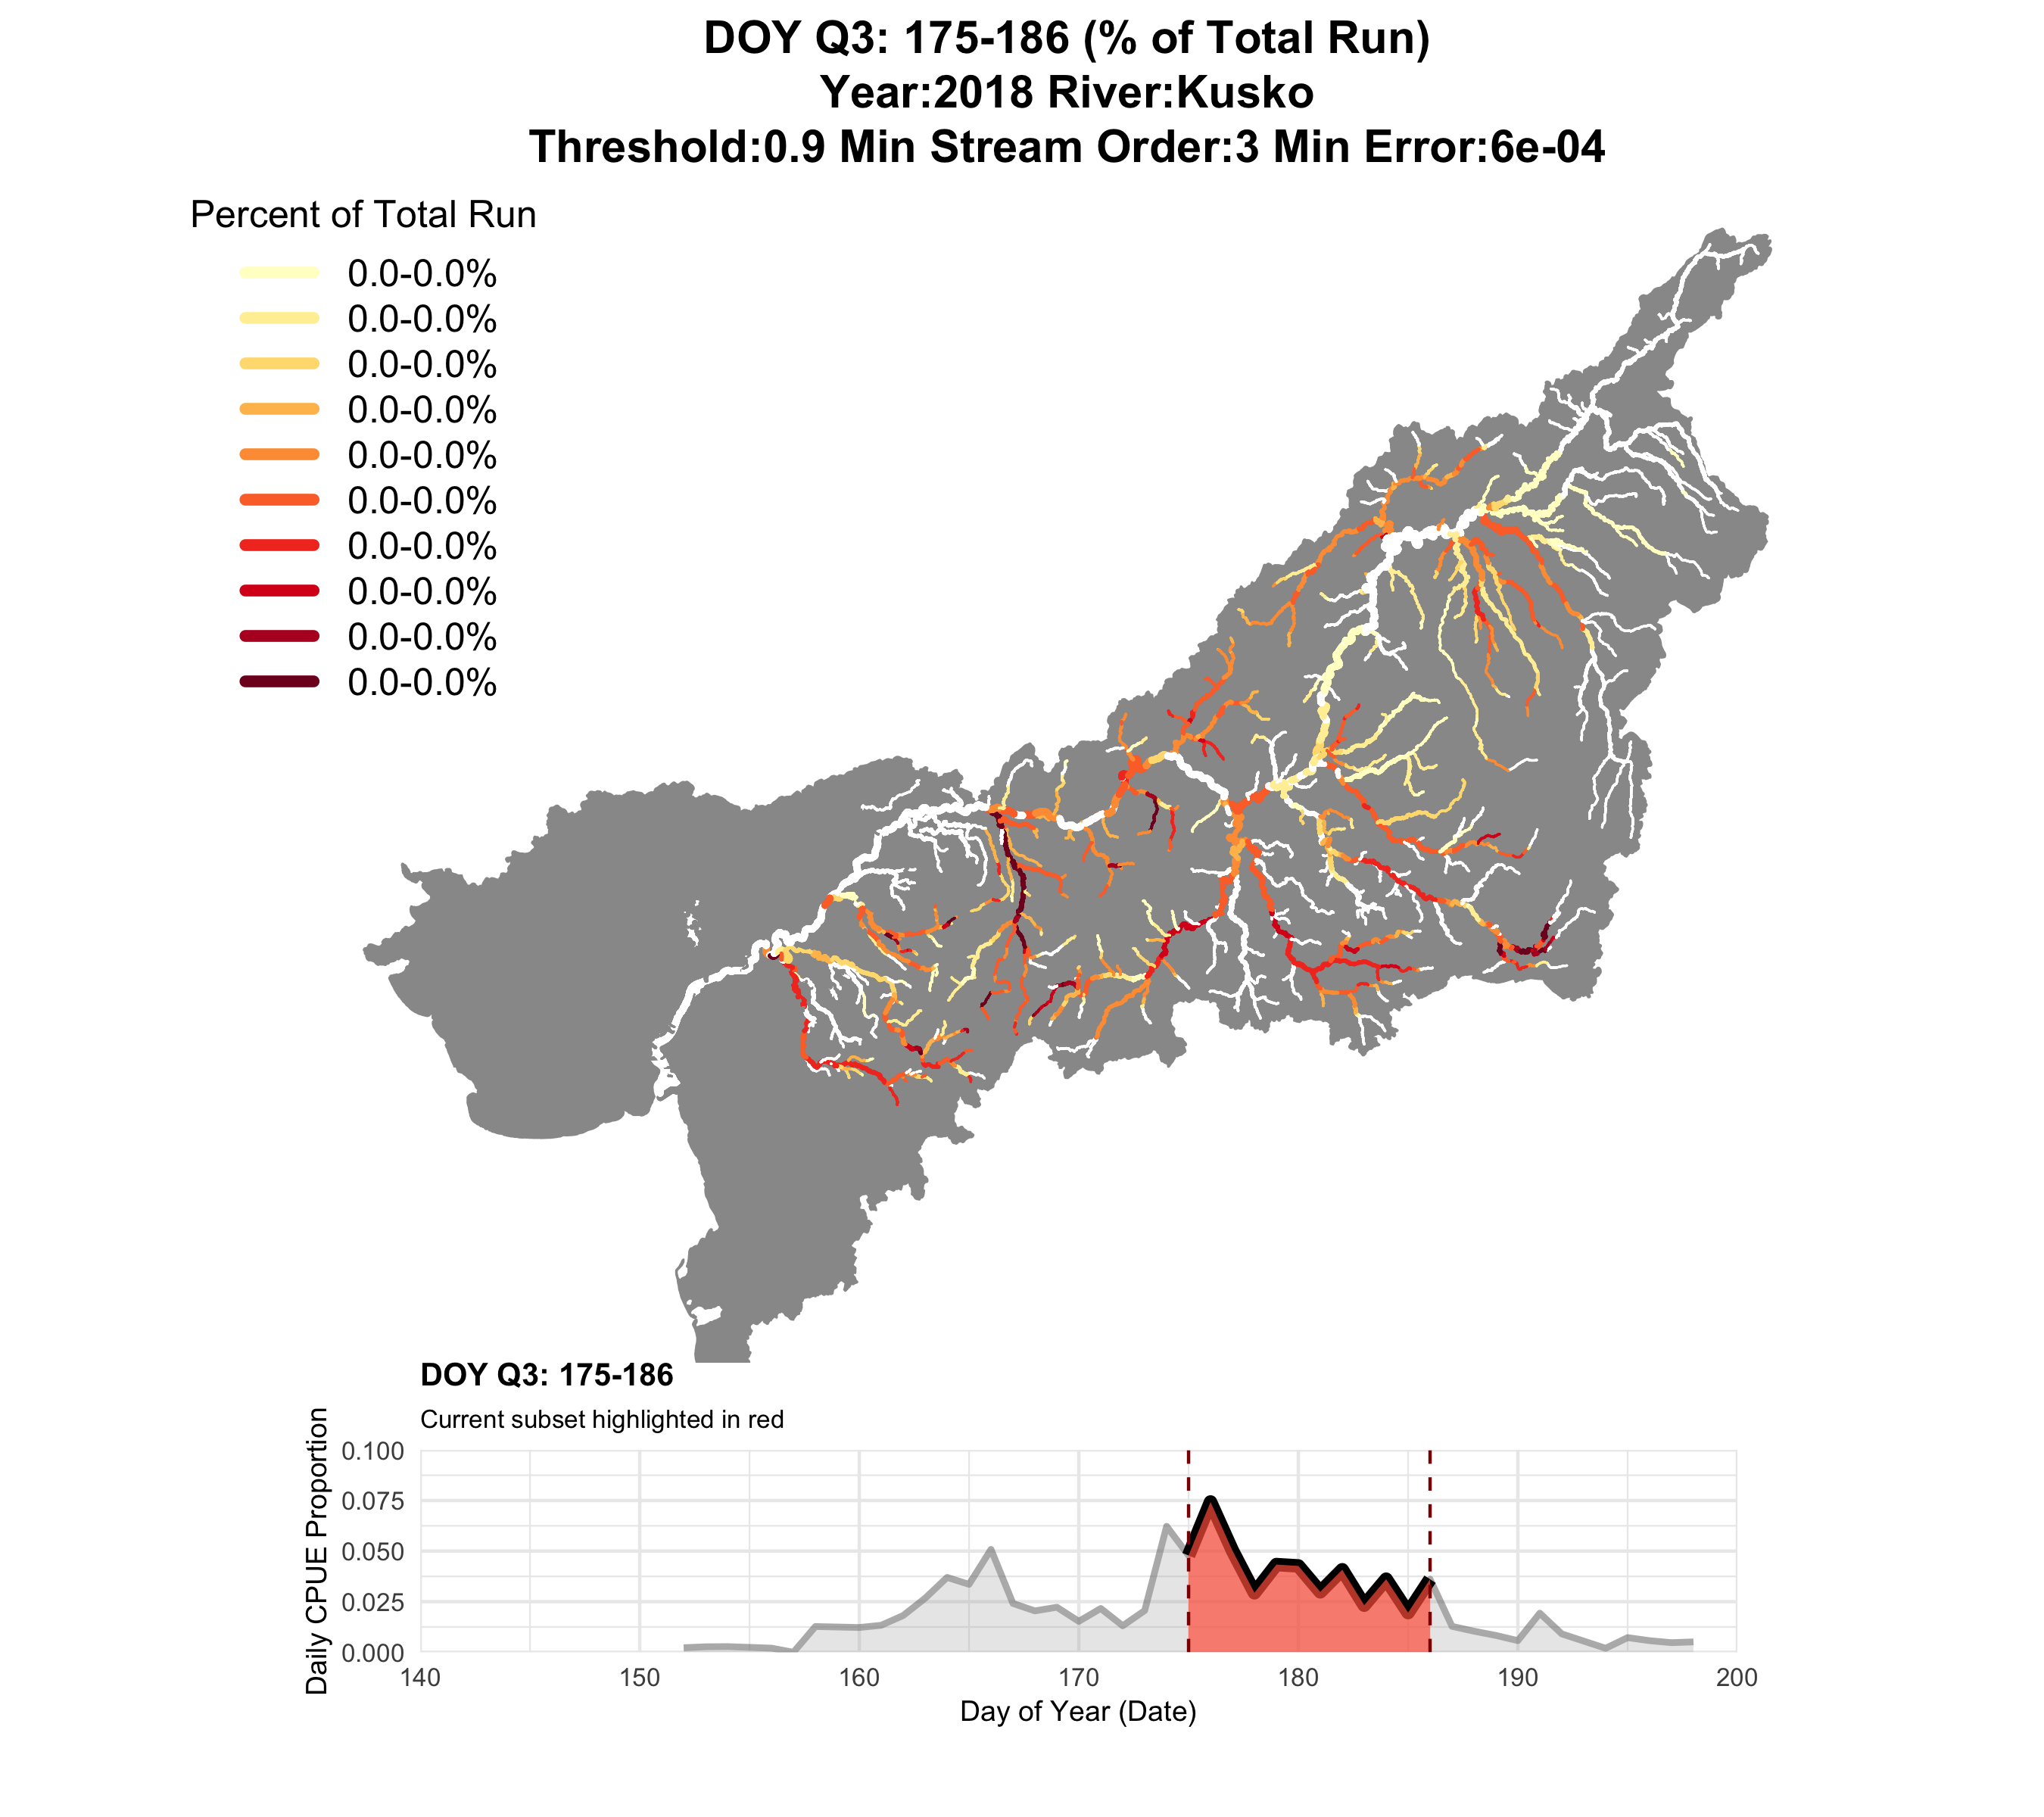 DOY Q3: 175-186 (% of Total Run)
Year:2018 River:Kusko
Threshold:0.9 Min Stream Order:3 Min Error:6e-04
Percent of Total Run
0.0-0.0%
0.0-0.0%
0.0-0.0%
0.0-0.0%
0.0-0.0%
0.0-0.0%
0.0-0.0%
0.0-0.0%
0.0-0.0%
0.0-0.0%
DOY Q3: 175-186
Current subset highlighted in red
Daily CPUE Proportion
0.100
0.075
0.050
0.025
0.000
140 150 160 170 180 190 200
Day of Year (Date)